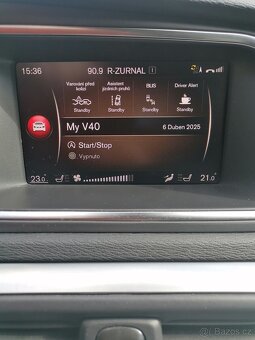 15:36 90.9 R-ZURNAL
Varování před kolizí
Asistent jízdních pruhů
BLIS
Driver Alert
Standby Standby Standby Standby
My V40 6 Duben 2025
Start/Stop
Vypnuto
23.0 21.0
Bazoš.cz